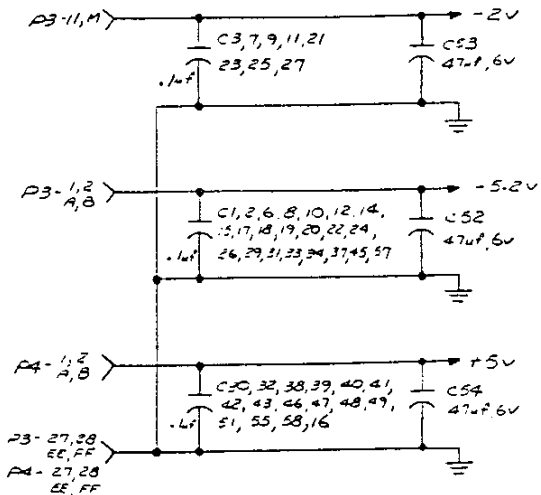 P3-11,M
-2V
C3,7,9,11,21
23,25,27
.1uf
C53
47uf,6v
P3-1,2
A,B
-5.2V
C1,2,6,8,10,12,14,
15,17,18,19,20,22,24,
26,29,31,33,34,37,45,57
.1uf
C52
47uf,6v
P4-1,2
A,B
+5V
C30,32,38,39,40,41,
42,43,46,47,48,49,
51,55,58,16
.1uf
C54
47uf,6v
P3-27,28
EE,FF
P4-27,28
EE,FF